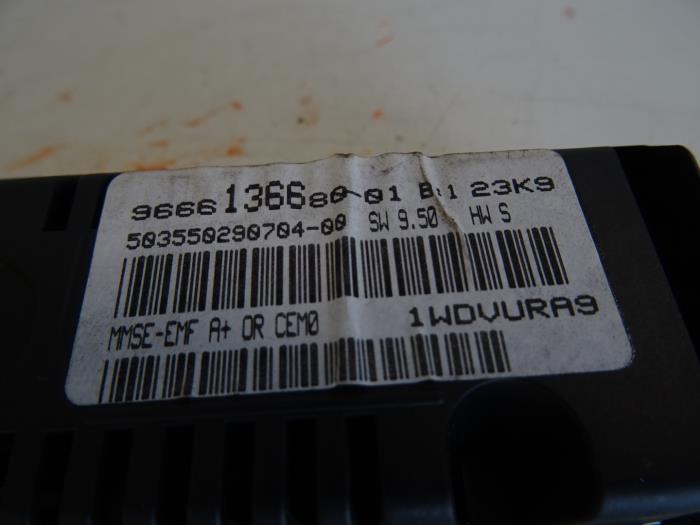 9666136680-01 B:1 23K9
503550290704-00 SW 9.50 HW S
MMSE-EMF A+ OR CEM0 1WDVURA9